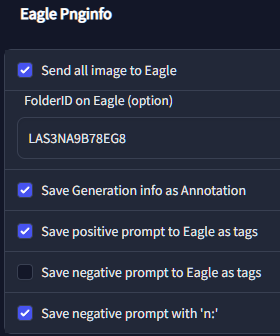 Eagle Pnginfo
Send all image to Eagle
FolderID on Eagle (option)
LAS3NA9B78EG8
Save Generation info as Annotation
Save positive prompt to Eagle as tags
Save negative prompt to Eagle as tags
Save negative prompt with 'n:'